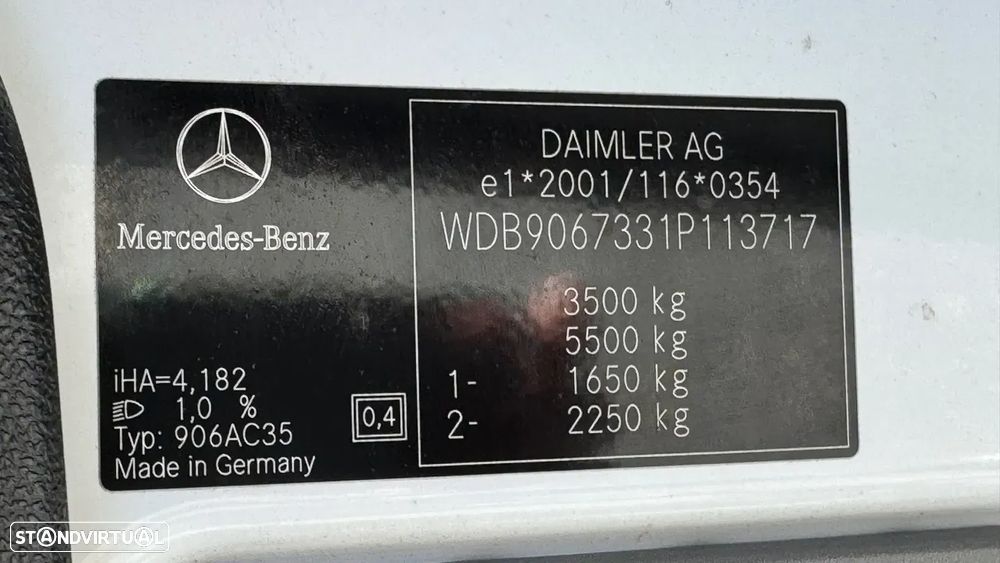 Mercedes-Benz
iHA=4,182
1,0 %
Typ: 906AC35
Made in Germany
0,4
DAIMLER AG
e1*2001/116*0354
WDB9067331P113717
3500 kg
5500 kg
1- 1650 kg
2- 2250 kg
STANDVIRTUAL